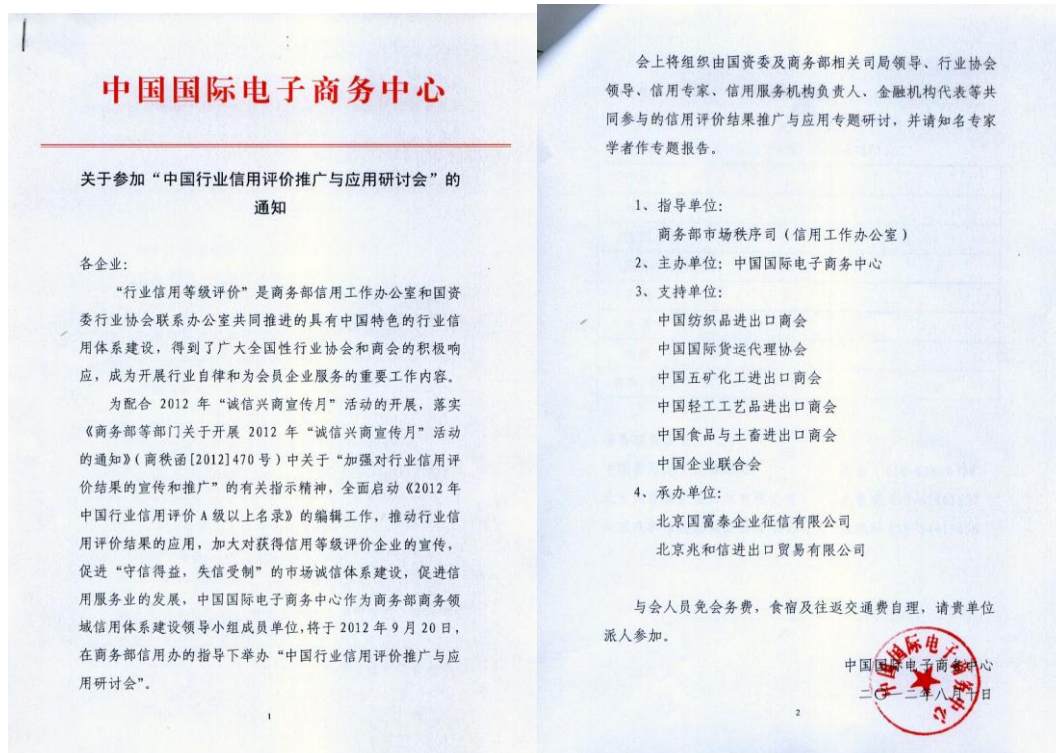 中国国际电子商务中心
关于参加“中国行业信用评价推广与应用研讨会”的
通知
各企业：
“行业信用等级评价”是商务部信用工作办公室和国资
委行业协会联系办公室共同推进的具有中国特色的行业信
用体系建设，得到了广大全国性行业协会和商会的积极响
应，成为开展行业自律和为会员企业服务的重要工作内容。
为配合 2012 年“诚信兴商宣传月”活动的开展，落实
《商务部等部门关于开展 2012 年“诚信兴商宣传月”活动
的通知》（商秩函[2012]470 号）中关于“加强对行业信用评
价结果的宣传和推广”的有关指示精神，全面启动《2012 年
中国行业信用评价 A 级以上名录》的编辑工作，推动行业信
用评价结果的应用，加大对获得信用等级评价企业的宣传，
促进“守信得益，失信受制”的市场诚信体系建设，促进信
用服务业的发展，中国国际电子商务中心作为商务部商务领
域信用体系建设领导小组成员单位，将于 2012 年 9 月 20 日，
在商务部信用办的指导下举办“中国行业信用评价推广与应
用研讨会”。
1
会上将组织由国资委及商务部相关司局领导、行业协会
领导、信用专家、信用服务机构负责人、金融机构代表等共
同参与的信用评价结果推广与应用专题研讨，并请知名专家
学者作专题报告。
1、指导单位：
商务部市场秩序司（信用工作办公室）
2、主办单位：中国国际电子商务中心
3、支持单位：
中国纺织品进出口商会
中国国际货运代理协会
中国五矿化工进出口商会
中国轻工工艺品进出口商会
中国食品与土畜进出口商会
中国企业联合会
4、承办单位：
北京国富泰企业征信有限公司
北京兆和信进出口贸易有限公司
与会人员免会务费，食宿及往返交通费自理，请贵单位
派人参加。
中国国际电子商务中心
二〇一二年八月十日
中国国际电子商务中心
2